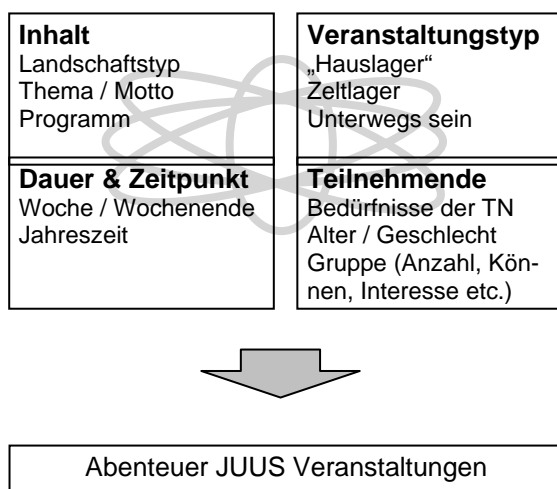 Inhalt
Landschaftstyp
Thema / Motto
Programm
Veranstaltungstyp
„Hauslager“
Zeltlager
Unterwegs sein
Dauer & Zeitpunkt
Woche / Wochenende
Jahreszeit
Teilnehmende
Bedürfnisse der TN
Alter / Geschlecht
Gruppe (Anzahl, Kön-
nen, Interesse etc.)
Abenteuer JUUS Veranstaltungen